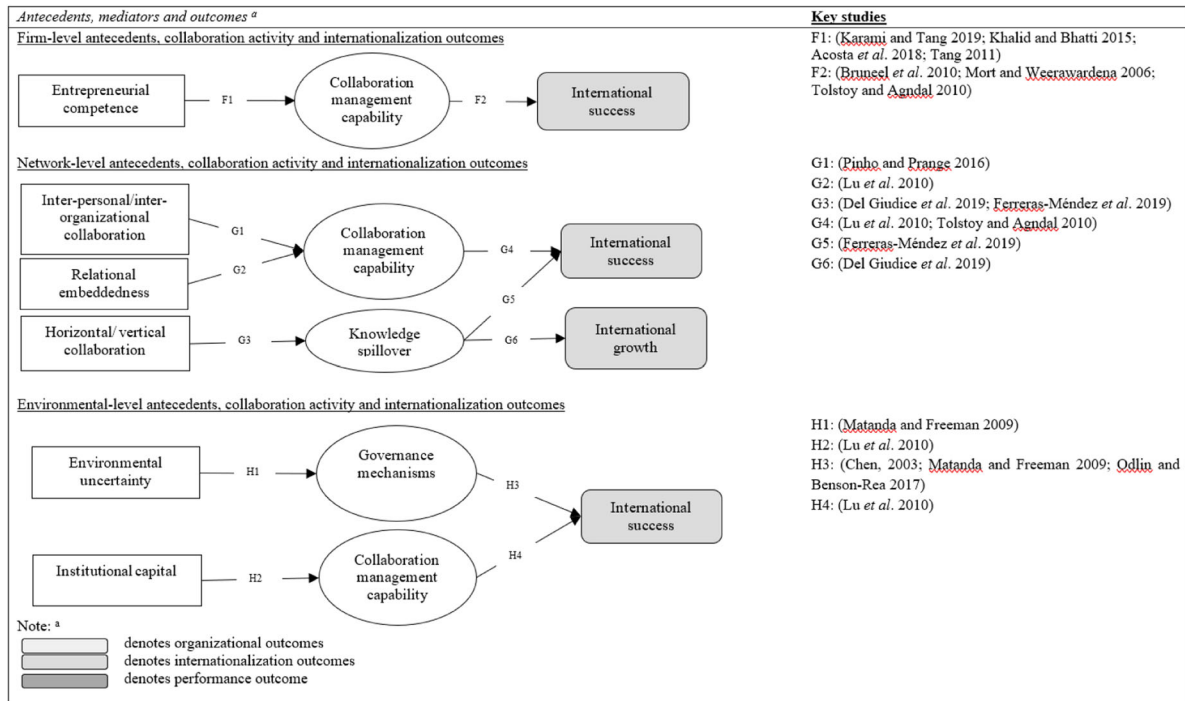 Antecedents, mediators and outcomes ª
Key studies
Firm-level antecedents, collaboration activity and internationalization outcomes
Entrepreneurial
competence
F1
Collaboration
management
capability
F2
International
success
F1: (Karami and Tang 2019; Khalid and Bhatti 2015;
Acosta et al. 2018; Tang 2011)
F2: (Bruneel et al. 2010; Mort and Weerawardena 2006;
Tolstoy and Agndal 2010)
Network-level antecedents, collaboration activity and internationalization outcomes
Inter-personal/inter-
organizational
collaboration
G1
Relational
embeddedness
G2
Collaboration
management
capability
G4
International
success
Horizontal/ vertical
collaboration
G3
Knowledge
spillover
G5
G6
International
growth
G1: (Pinho and Prange 2016)
G2: (Lu et al. 2010)
G3: (Del Giudice et al. 2019; Ferreras-Méndez et al. 2019)
G4: (Lu et al. 2010; Tolstoy and Agndal 2010)
G5: (Ferreras-Méndez et al. 2019)
G6: (Del Giudice et al. 2019)
Environmental-level antecedents, collaboration activity and internationalization outcomes
Environmental
uncertainty
H1
Governance
mechanisms
H3
International
success
Institutional capital
H2
Collaboration
management
capability
H4
H1: (Matanda and Freeman 2009)
H2: (Lu et al. 2010)
H3: (Chen, 2003; Matanda and Freeman 2009; Odlin and
Benson-Rea 2017)
H4: (Lu et al. 2010)
Note: ª
denotes organizational outcomes
denotes internationalization outcomes
denotes performance outcome